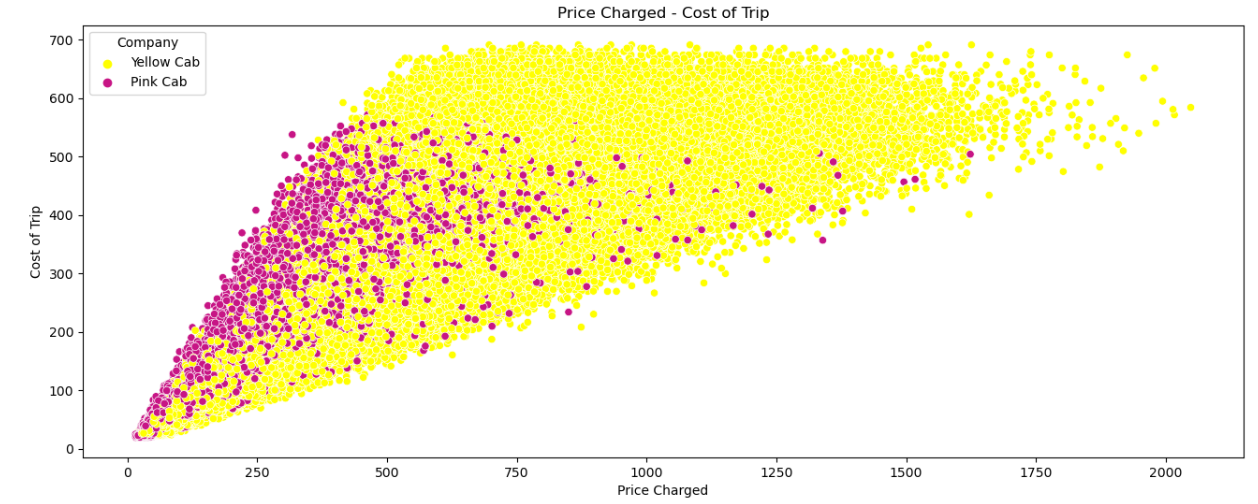 Price Charged - Cost of Trip
Company
Yellow Cab
Pink Cab
Cost of Trip
700
600
500
400
300
200
100
0
0 250 500 750 1000 1250 1500 1750 2000
Price Charged